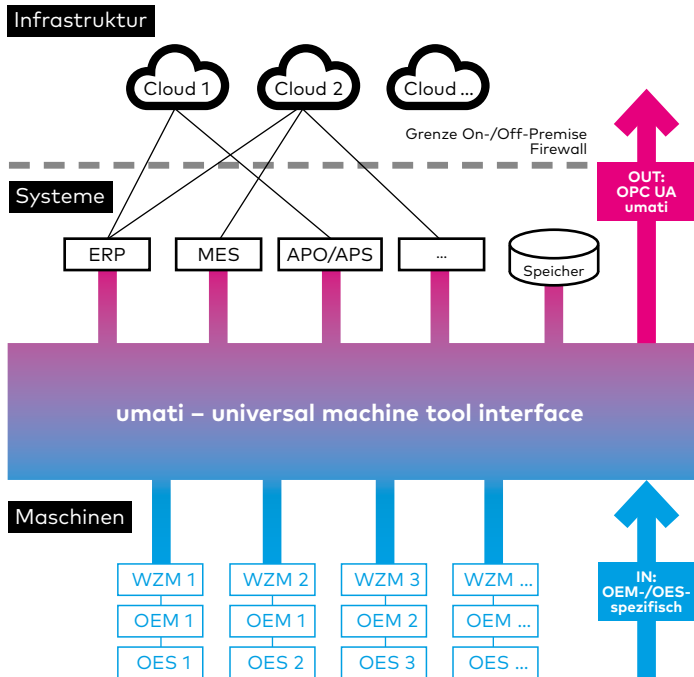 Infrastruktur
Cloud 1
Cloud 2
Cloud ...
Grenze On-/Off-Premise
Firewall
OUT:
OPC UA
umati
Systeme
ERP
MES
APO/APS
...
Speicher
umati – universal machine tool interface
Maschinen
WZM 1
WZM 2
WZM 3
WZM ...
OEM 1
OEM 1
OEM 2
OEM ...
OES 1
OES 2
OES 3
OES ...
IN:
OEM-/OES-
spezifisch